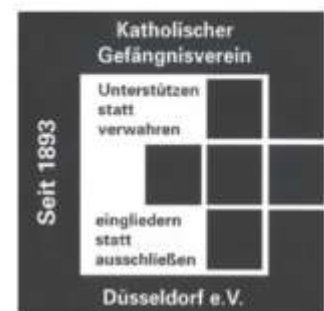 Katholischer
Gefängnisverein
Seit 1893
Unterstützen
statt
verwahren
eingliedern
statt
ausschließen
Düsseldorf e.V.